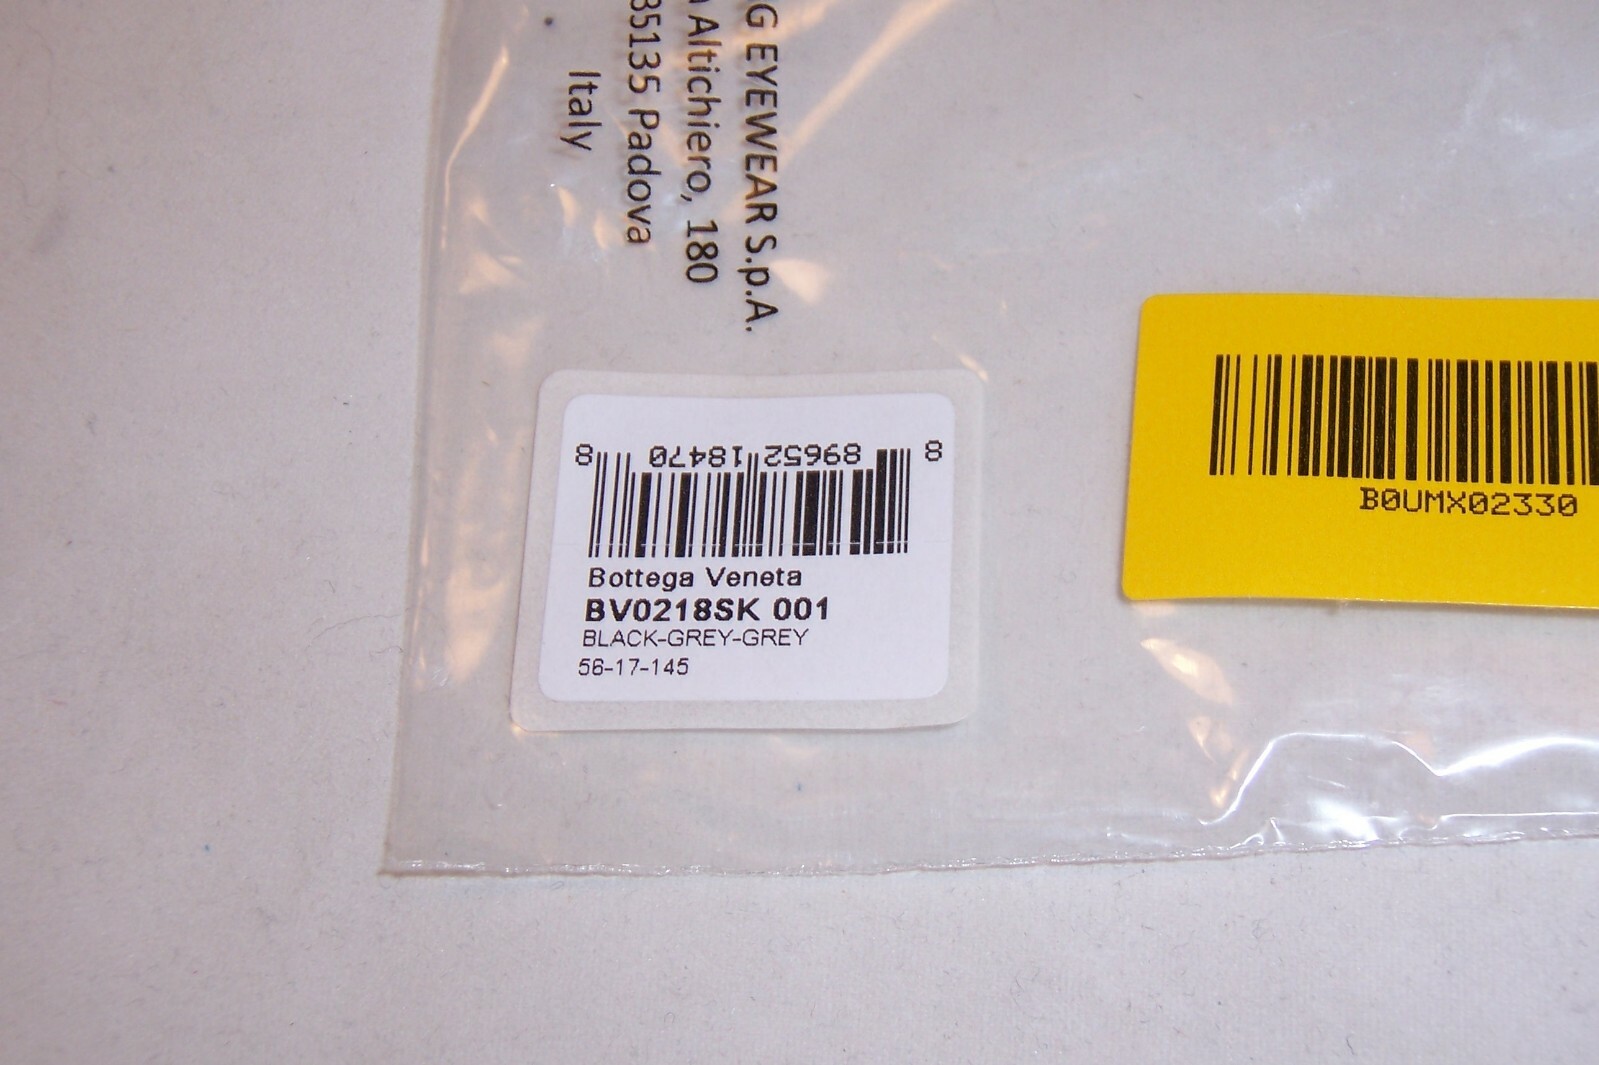 G EYEWEAR S.p.A.
Altichiero, 180
35135 Padova
Italy
8 89652 18470 8
Bottega Veneta
BV0218SK 001
BLACK-GREY-GREY
56-17-145
B0UMX02330